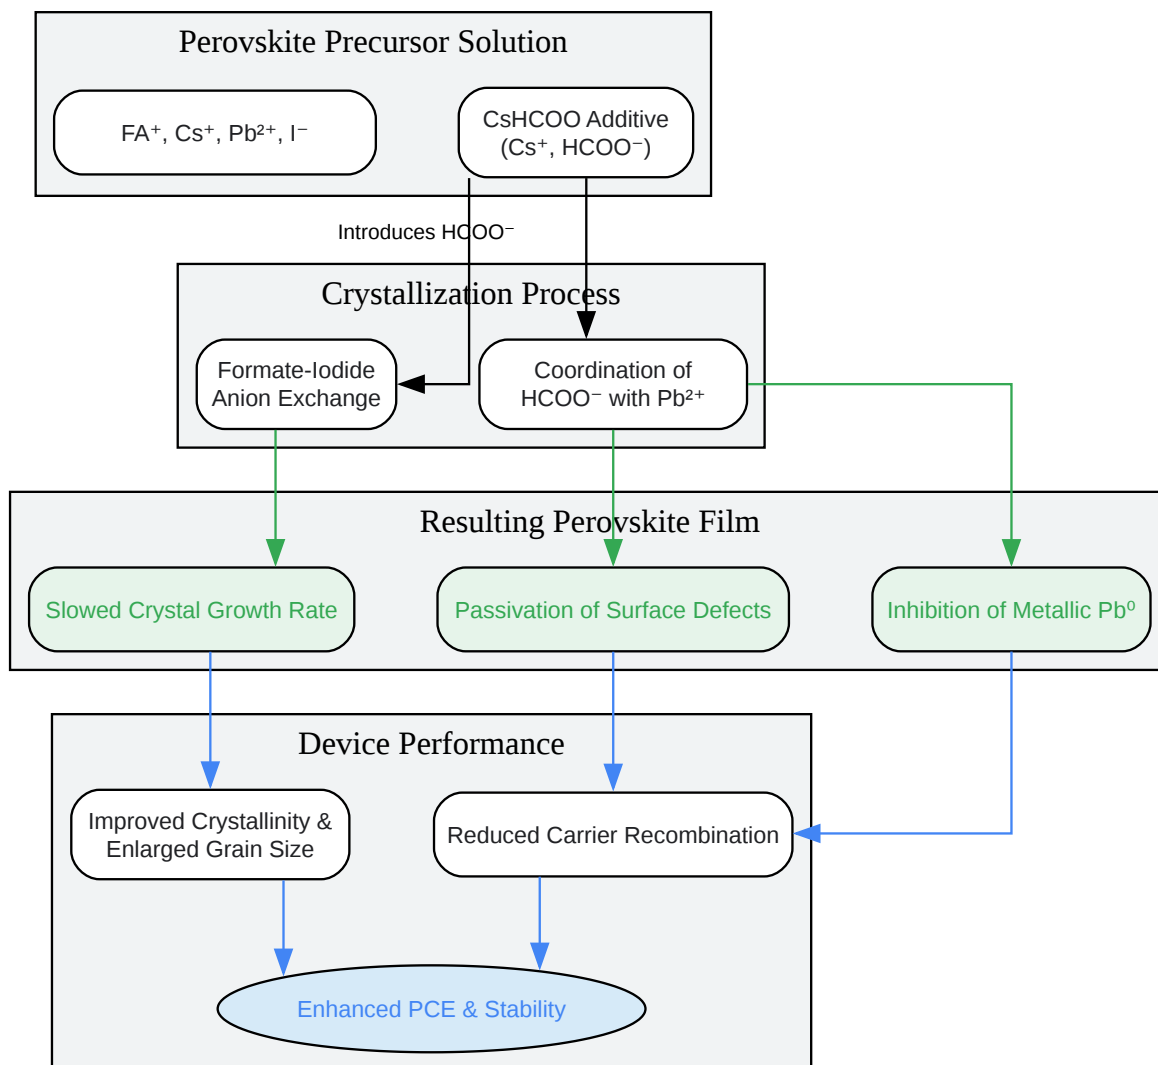 Perovskite Precursor Solution
FA⁺, Cs⁺, Pb²⁺, I⁻
CsHCOO Additive
(Cs⁺, HCOO⁻)
Introduces HCOO⁻
Crystallization Process
Formate-Iodide
Anion Exchange
Coordination of
HCOO⁻ with Pb²⁺
Resulting Perovskite Film
Slowed Crystal Growth Rate
Passivation of Surface Defects
Inhibition of Metallic Pb⁰
Device Performance
Improved Crystallinity &
Enlarged Grain Size
Reduced Carrier Recombination
Enhanced PCE & Stability